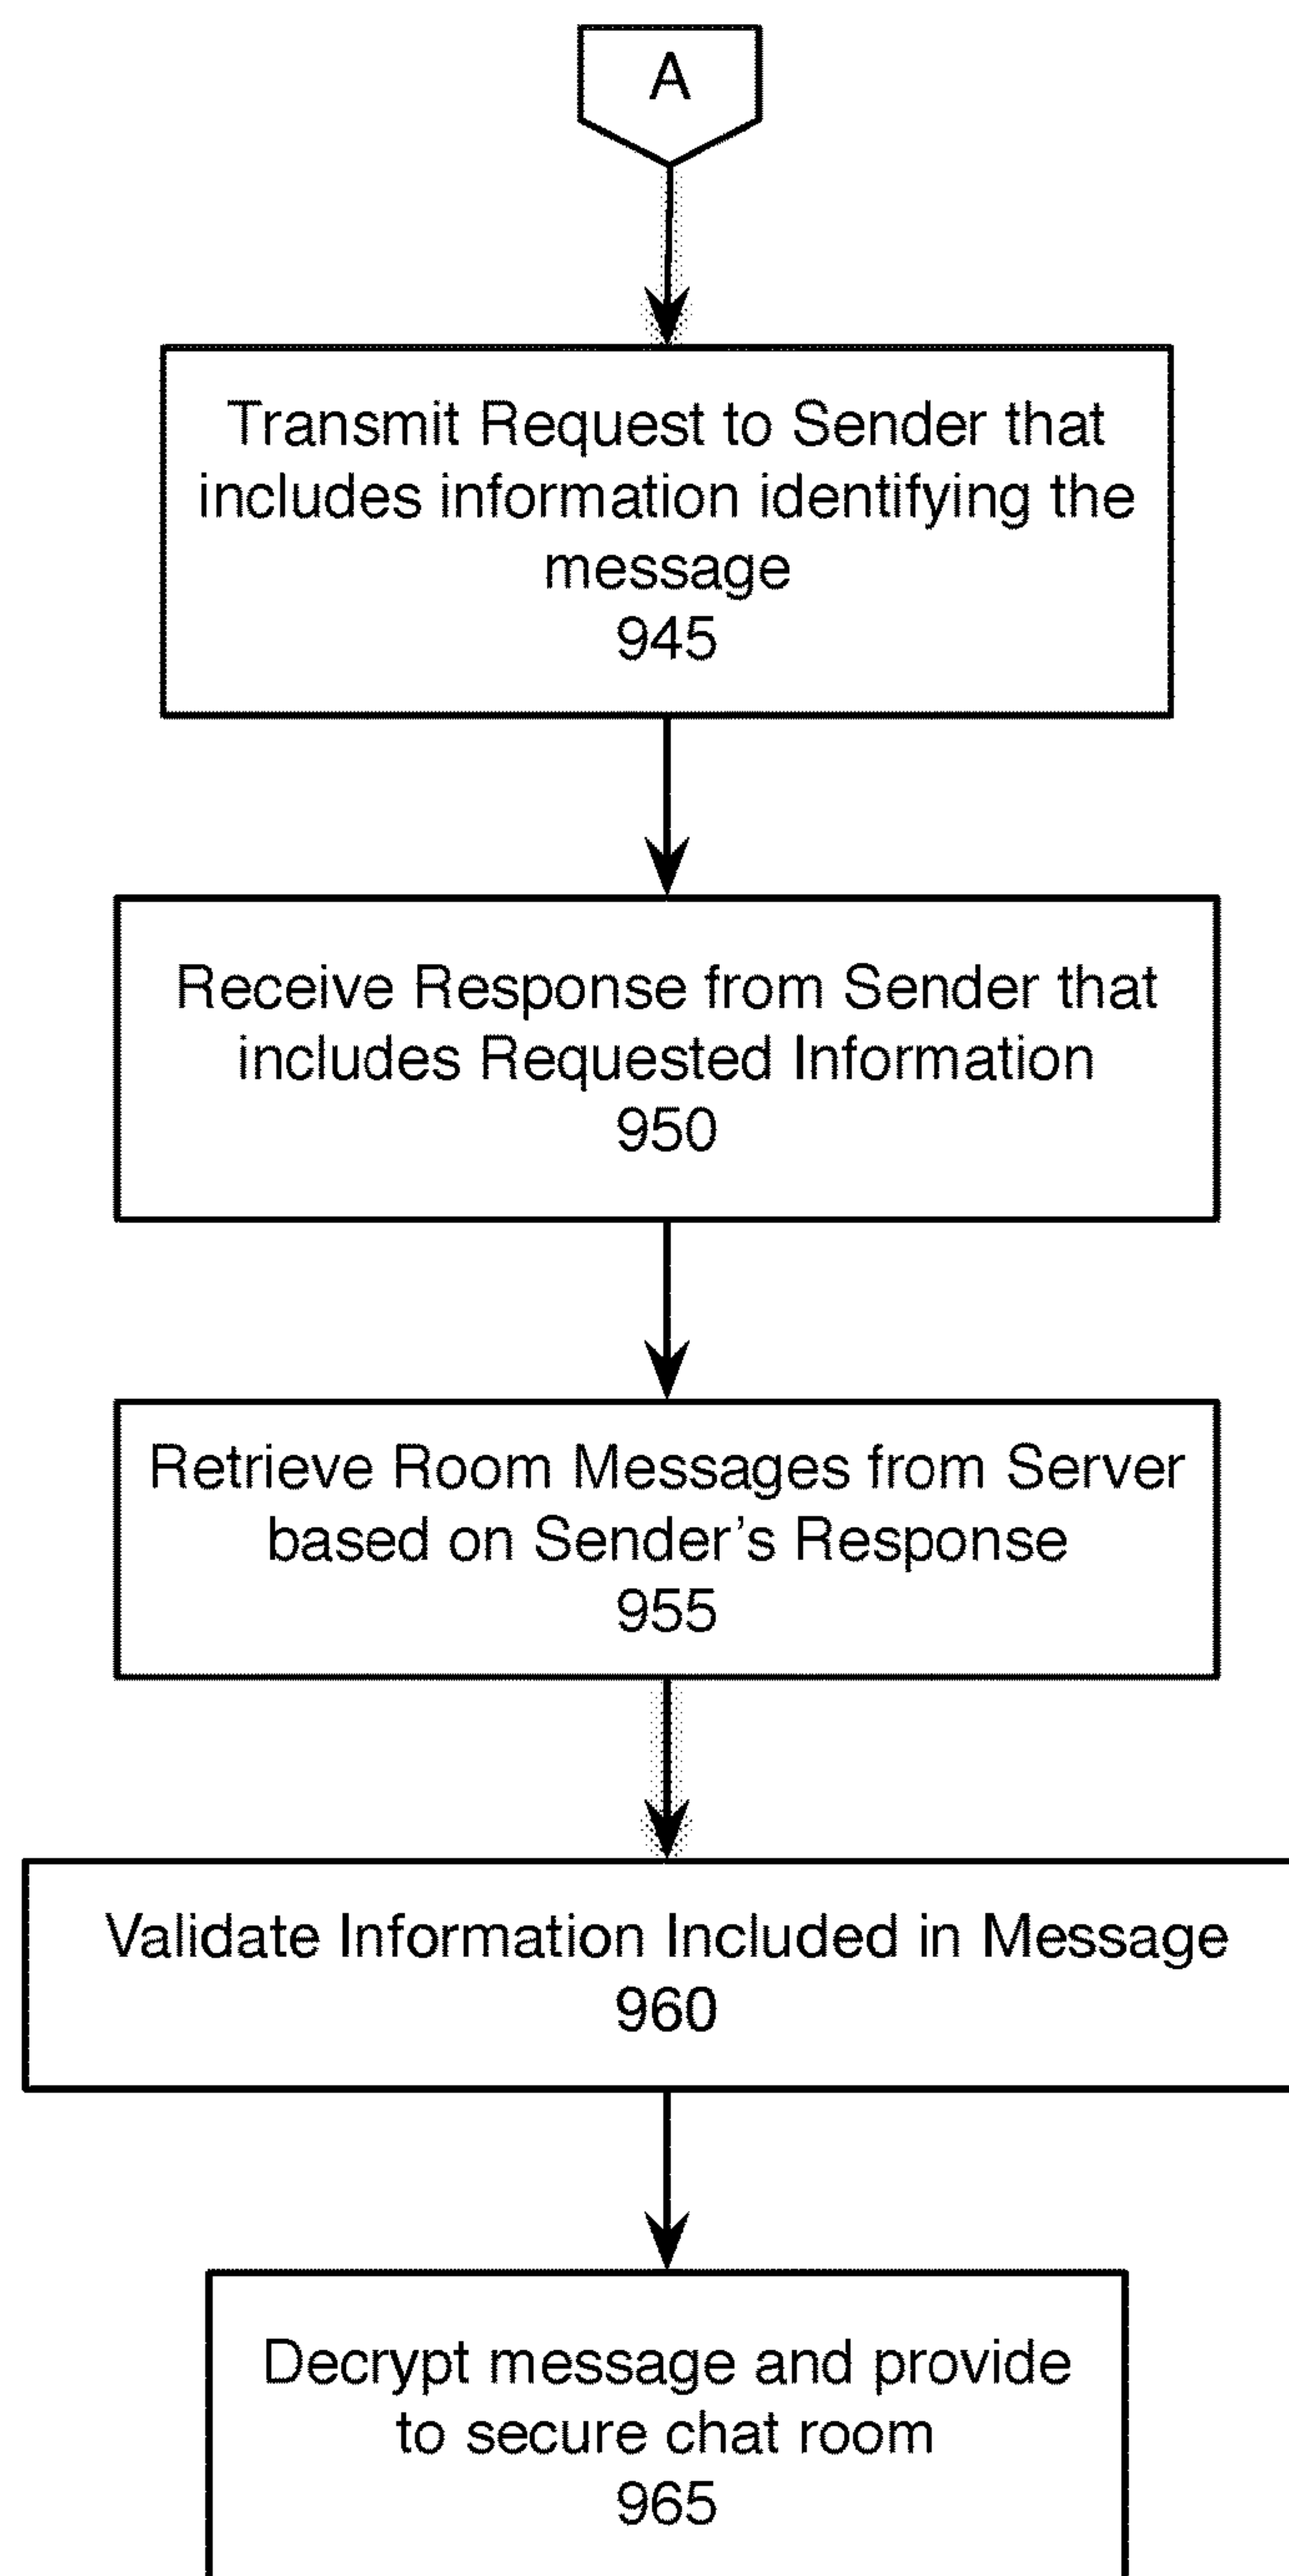 A
Transmit Request to Sender that
includes information identifying the
message
945
Receive Response from Sender that
includes Requested Information
950
Retrieve Room Messages from Server
based on Sender's Response
955
Validate Information Included in Message
960
Decrypt message and provide
to secure chat room
965